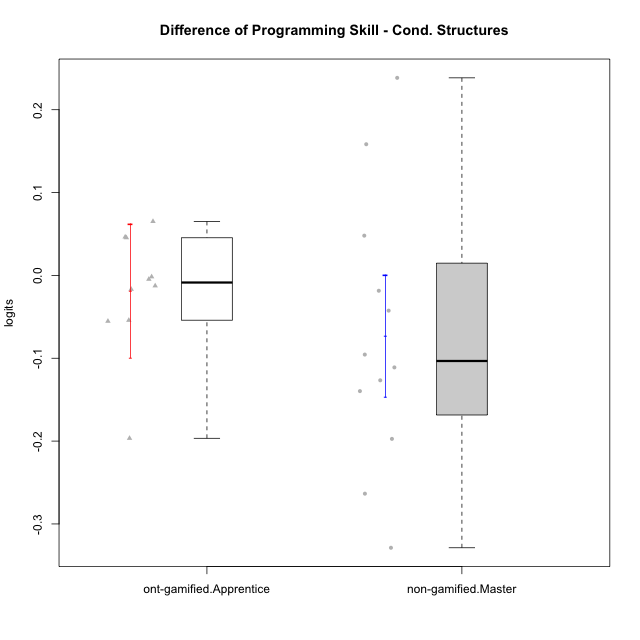 Difference of Programming Skill - Cond. Structures
logits
0.2
0.1
0.0
-0.1
-0.2
-0.3
ont-gamified.Apprentice
non-gamified.Master